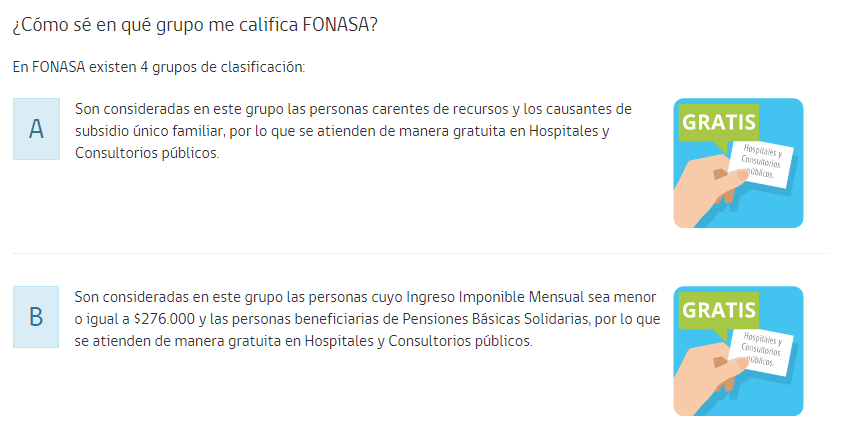 ¿Cómo sé en qué grupo me califica FONASA?
En FONASA existen 4 grupos de clasificación:
A
Son consideradas en este grupo las personas carentes de recursos y los causantes de
subsidio único familiar, por lo que se atienden de manera gratuita en Hospitales y
Consultorios públicos.
GRATIS
Hospitales y
Consultorios
públicos.
B
Son consideradas en este grupo las personas cuyo Ingreso Imponible Mensual sea menor
o igual a $276.000 y las personas beneficiarias de Pensiones Básicas Solidarias, por lo que
se atienden de manera gratuita en Hospitales y Consultorios públicos.
GRATIS
Hospitales y
Consultorios
públicos.